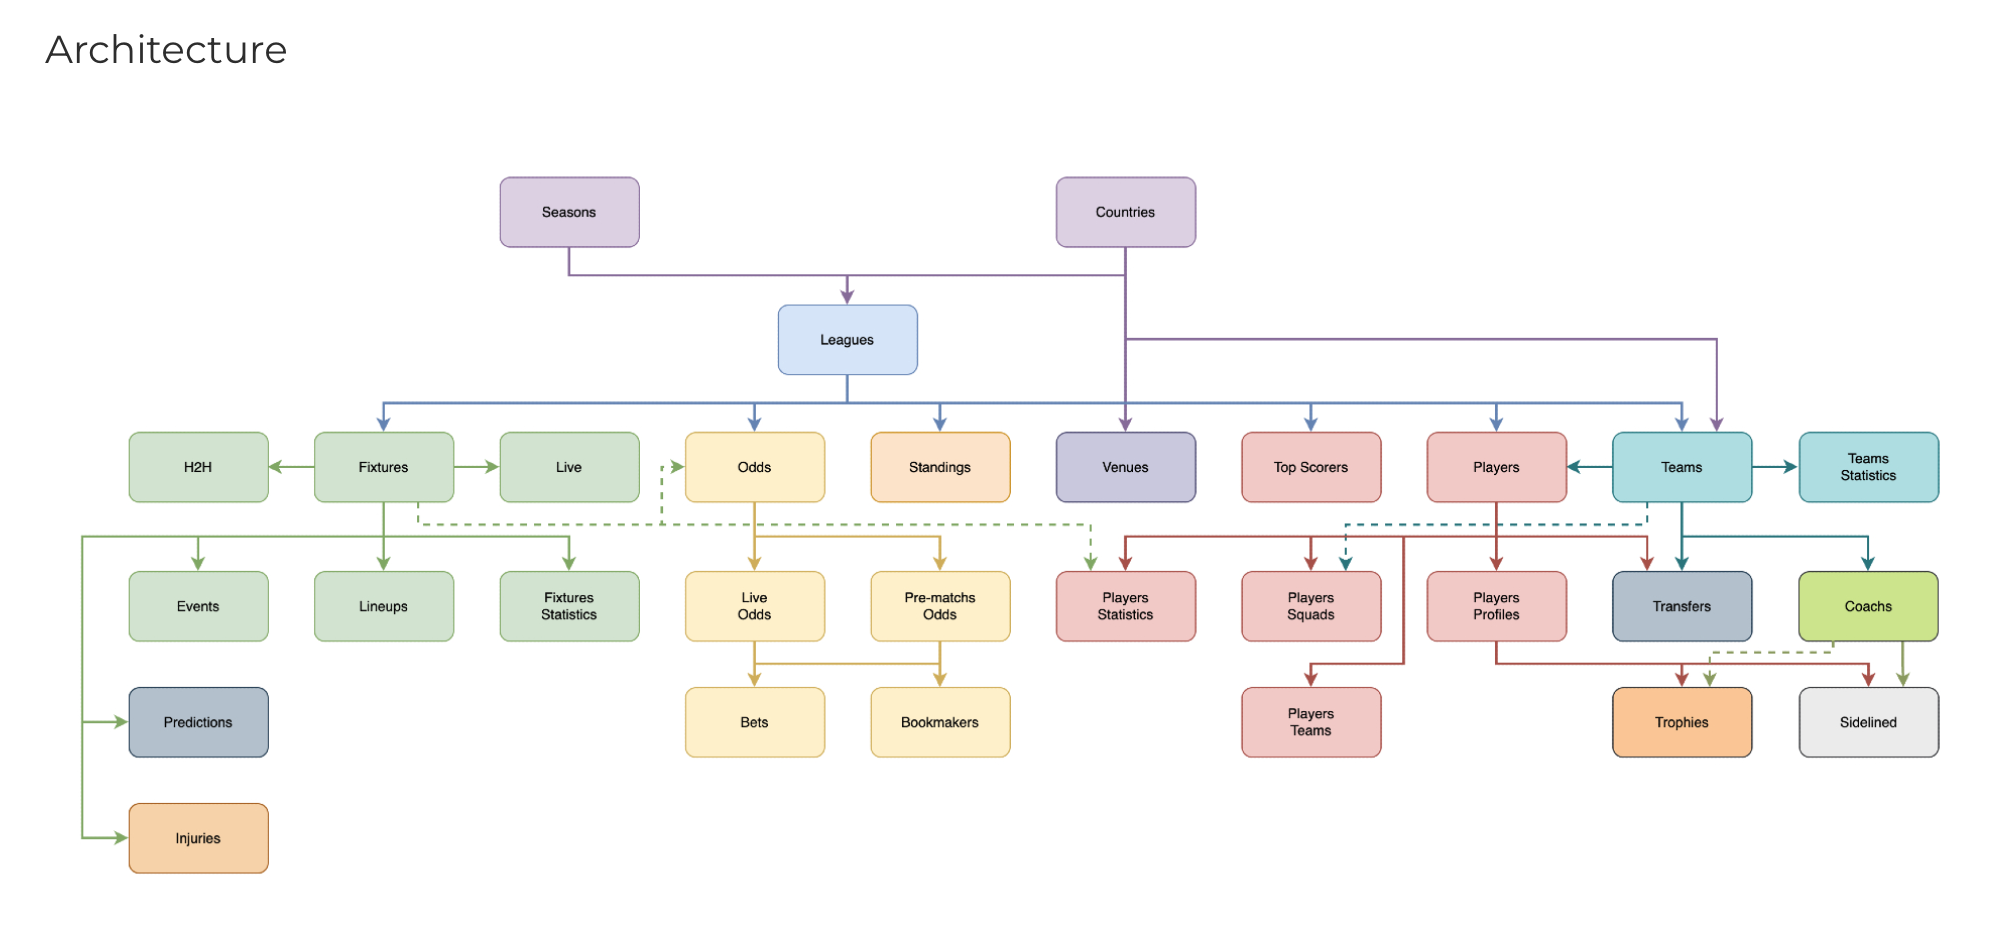 Architecture
Seasons
Countries
Leagues
H2H
Fixtures
Live
Odds
Standings
Venues
Top Scorers
Players
Teams
Teams
Statistics
Events
Lineups
Fixtures
Statistics
Live
Odds
Pre-matchs
Odds
Players
Statistics
Players
Squads
Players
Profiles
Transfers
Coachs
Predictions
Bets
Bookmakers
Players
Teams
Trophies
Sidelined
Injuries